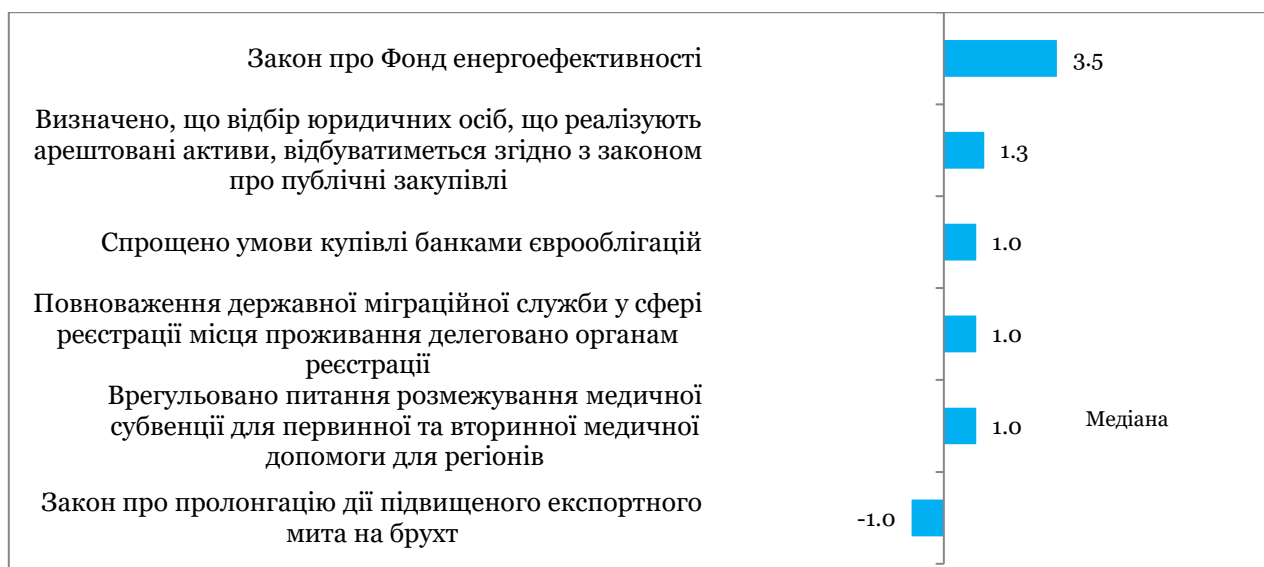 Закон про Фонд енергоефективності
3.5
Визначено, що відбір юридичних осіб, що реалізують
арештовані активи, відбуватиметься згідно з законом
про публічні закупівлі
1.3
Спрощено умови купівлі банками єврооблігацій
1.0
Повноваження державної міграційної служби у сфері
реєстрації місця проживання делеговано органам
реєстрації
1.0
Врегульовано питання розмежування медичної
субвенції для первинної та вторинної медичної
допомоги для регіонів
1.0
Медіана
Закон про пролонгацію дії підвищеного експортного
мита на брухт
-1.0